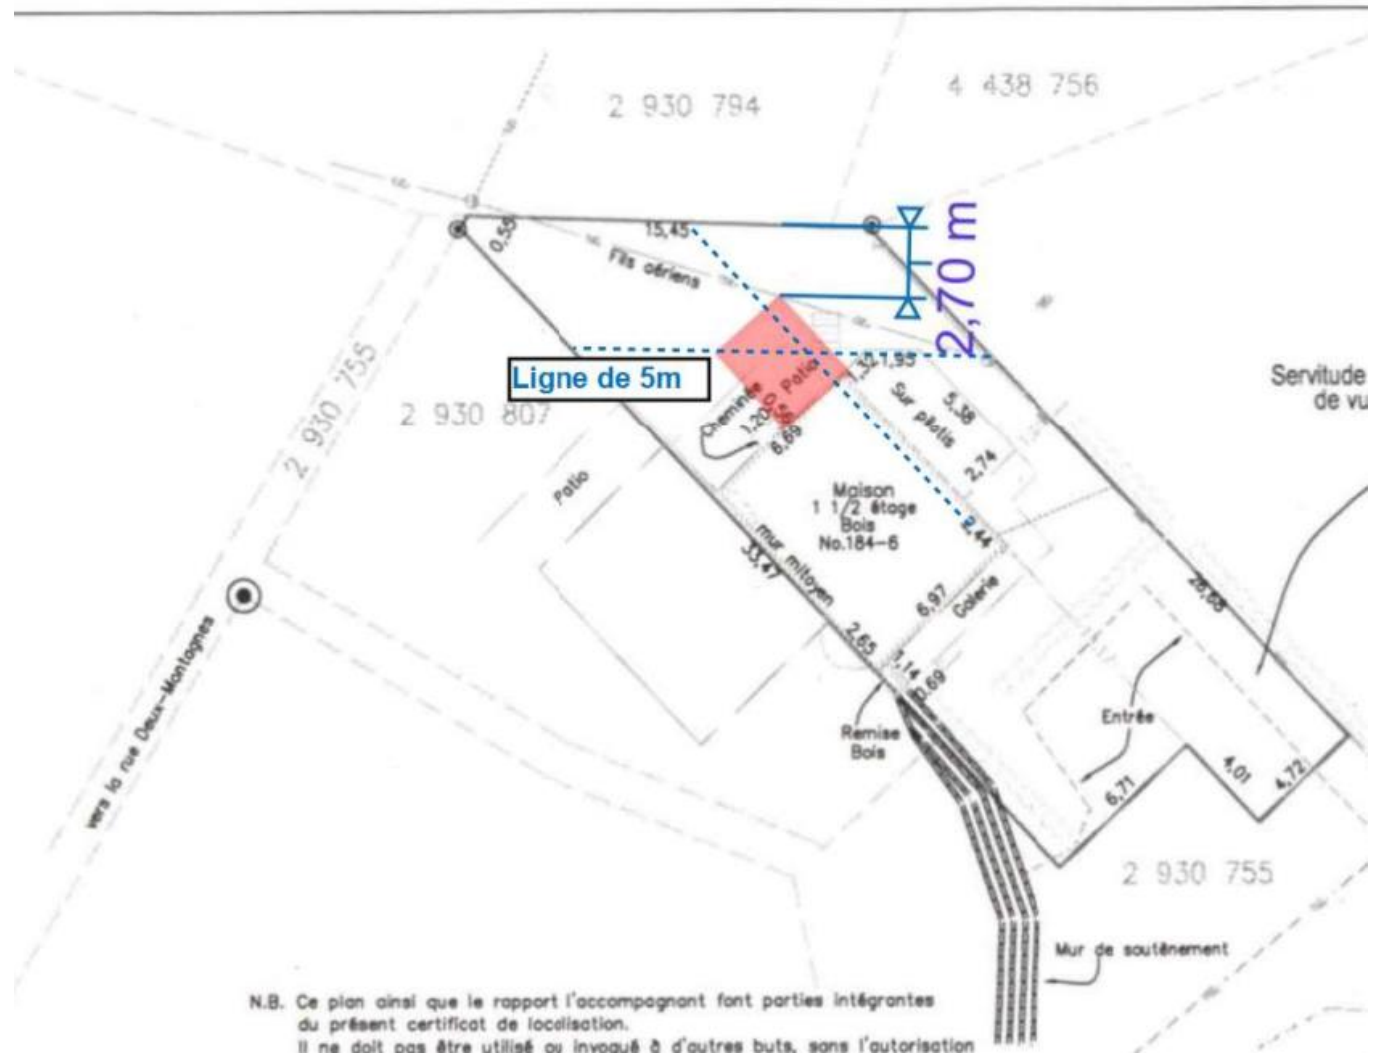 4 438 756
2 930 794
2,70 m
0,55
15,45
Fils aériens
2 930 755
Ligne de 5m
2 930 807
Cheminée
0,56
1,20
6,69
Patio
1,95
Sur pilotis
5,38
2,74
Servitude
de vu
Patio
Maison
1 1/2 étage
Bois
No.184-6
2,44
mur mitoyen
33,47
6,97
Galerie
28,68
2,65
1,14
0,69
vers la rue Deux-Montagnes
Remise
Bois
Entrée
6,71
4,01
4,72
2 930 755
Mur de soutènement
N.B. Ce plan ainsi que le rapport l'accompagnant font parties intégrantes
du présent certificat de localisation.
Il ne doit pas être utilisé ou invoqué à d'autres buts, sans l'autorisation